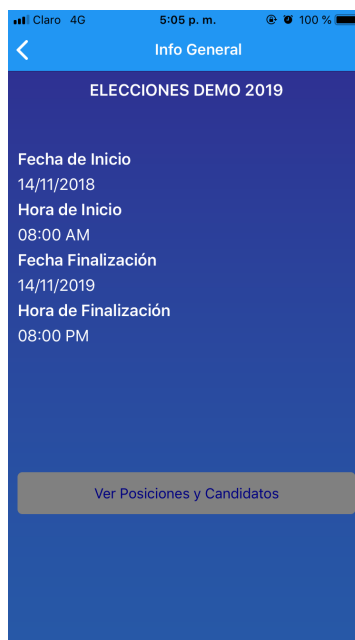 Claro 4G 5:05 p. m. 100 %
Info General
ELECCIONES DEMO 2019
Fecha de Inicio
14/11/2018
Hora de Inicio
08:00 AM
Fecha Finalización
14/11/2019
Hora de Finalización
08:00 PM
Ver Posiciones y Candidatos